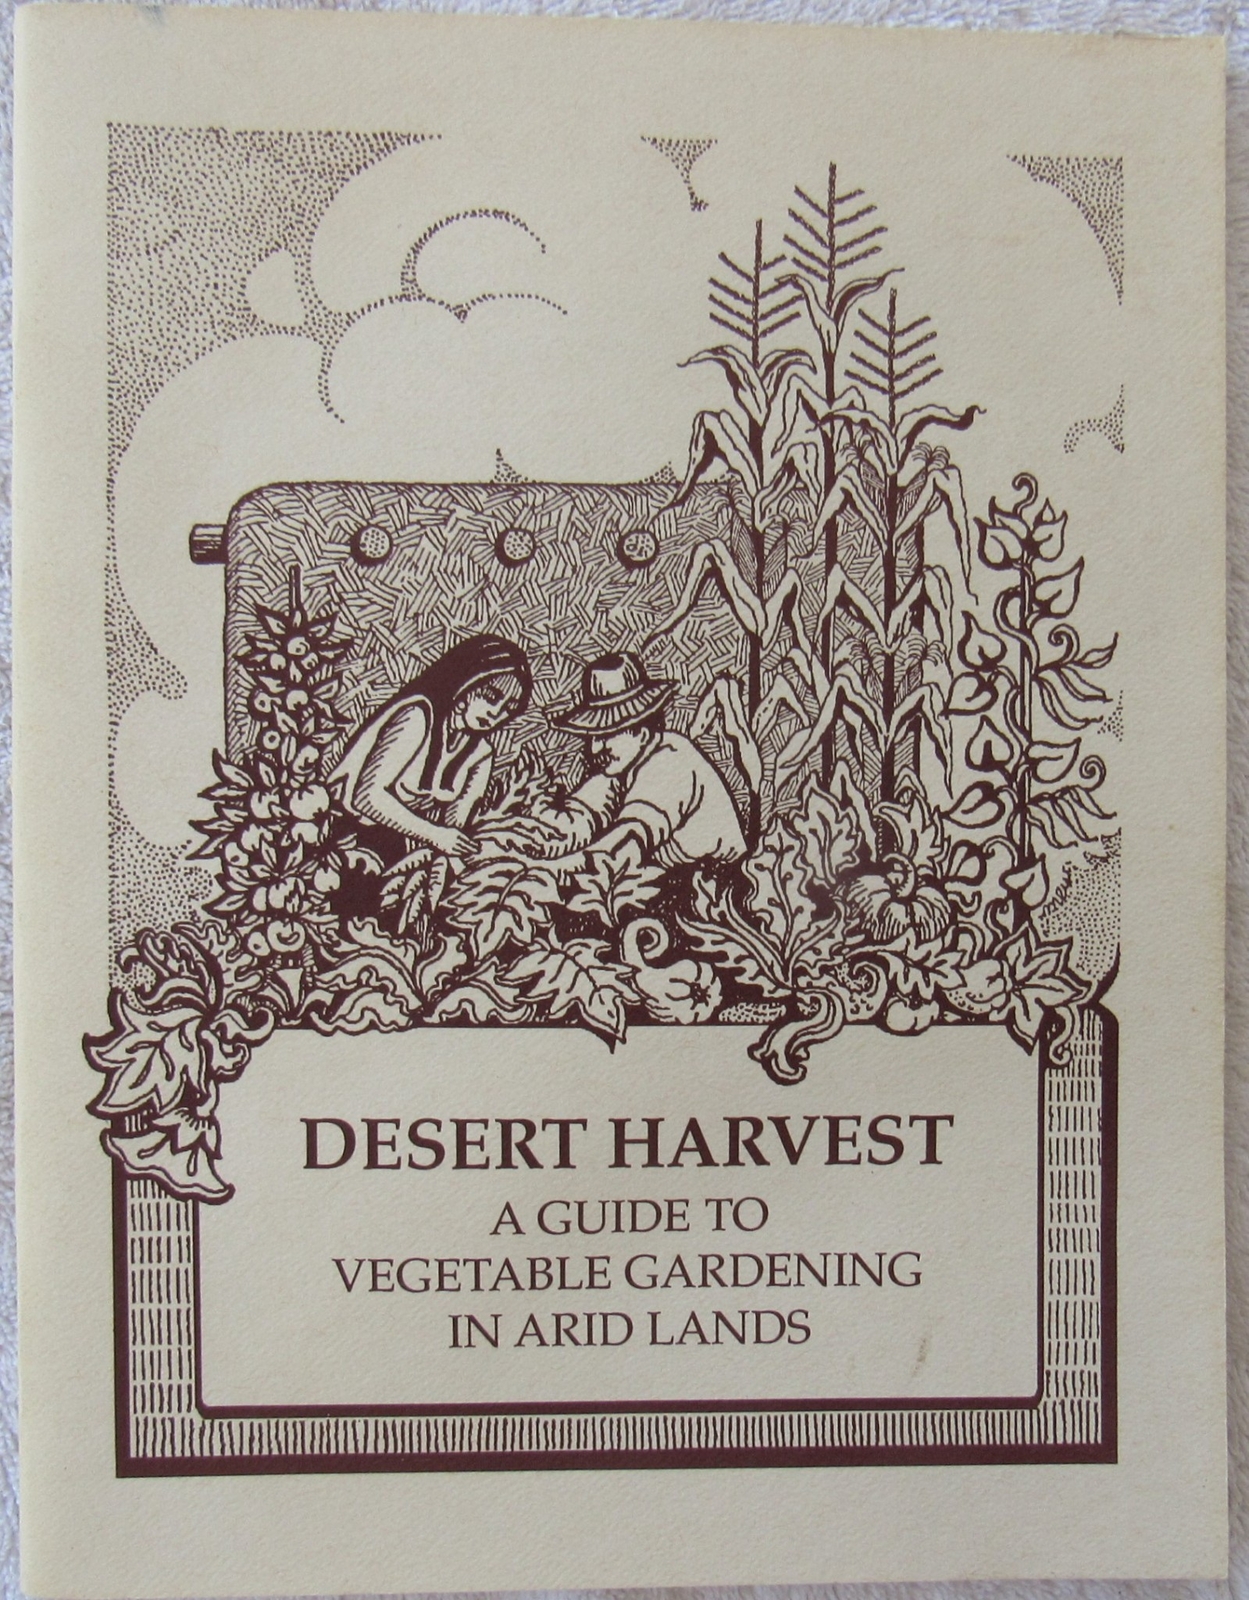 DESERT HARVEST
A GUIDE TO
VEGETABLE GARDENING
IN ARID LANDS